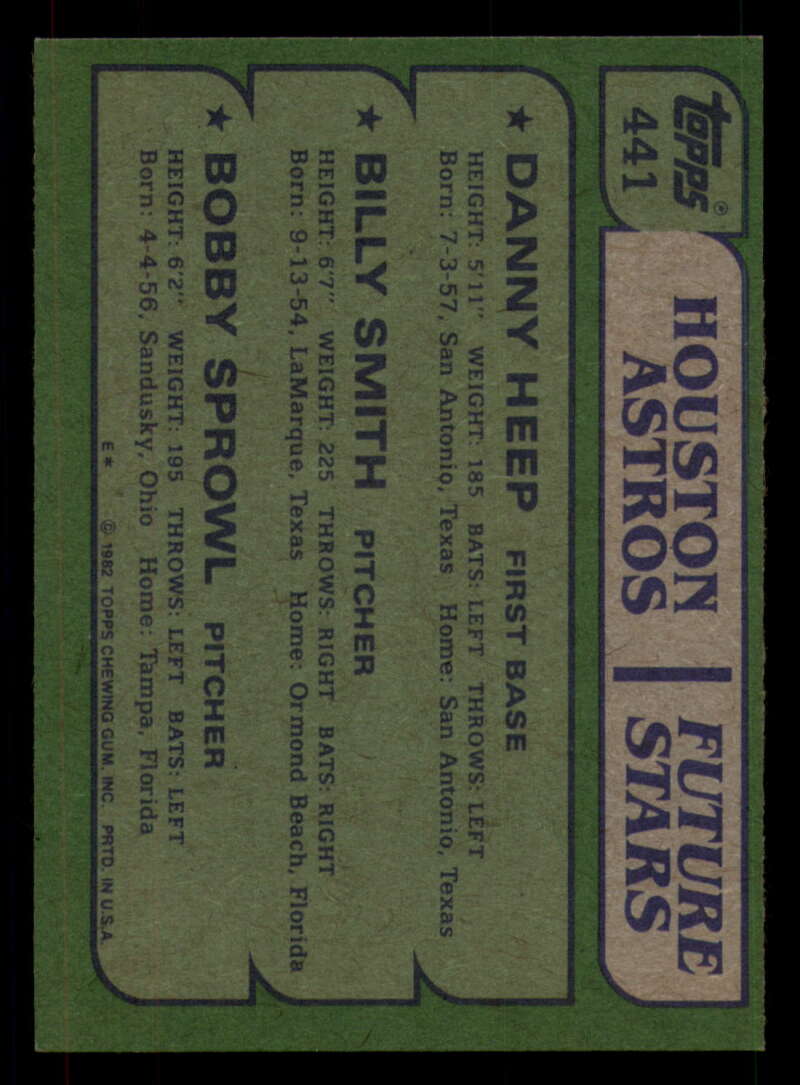 topps®
441
HOUSTON ASTROS
FUTURE STARS
★ DANNY HEEP FIRST BASE
HEIGHT: 5'11" WEIGHT: 185 BATS: LEFT THROWS: LEFT
Born: 7-3-57, San Antonio, Texas Home: San Antonio, Texas
★ BILLY SMITH PITCHER
HEIGHT: 6'7" WEIGHT: 225 THROWS: RIGHT BATS: RIGHT
Born: 9-13-54, LaMarque, Texas Home: Ormond Beach, Florida
★ BOBBY SPROWL PITCHER
HEIGHT: 6'2" WEIGHT: 195 THROWS: LEFT BATS: LEFT
Born: 4-4-56, Sandusky, Ohio Home: Tampa, Florida
E* © 1982 TOPPS CHEWING GUM, INC. PRTD. IN U.S.A.